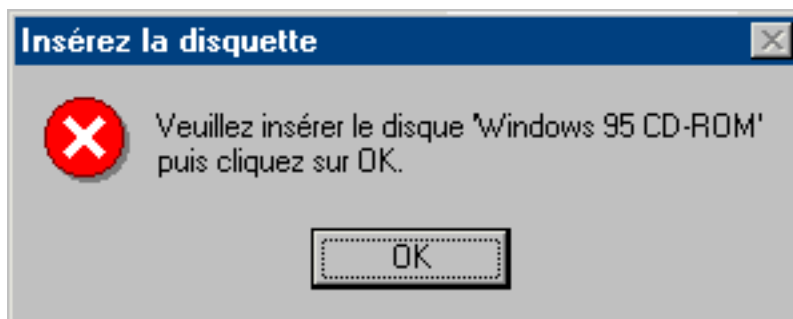 Insérez la disquette
Veuillez insérer le disque 'Windows 95 CD-ROM'
puis cliquez sur OK.
OK